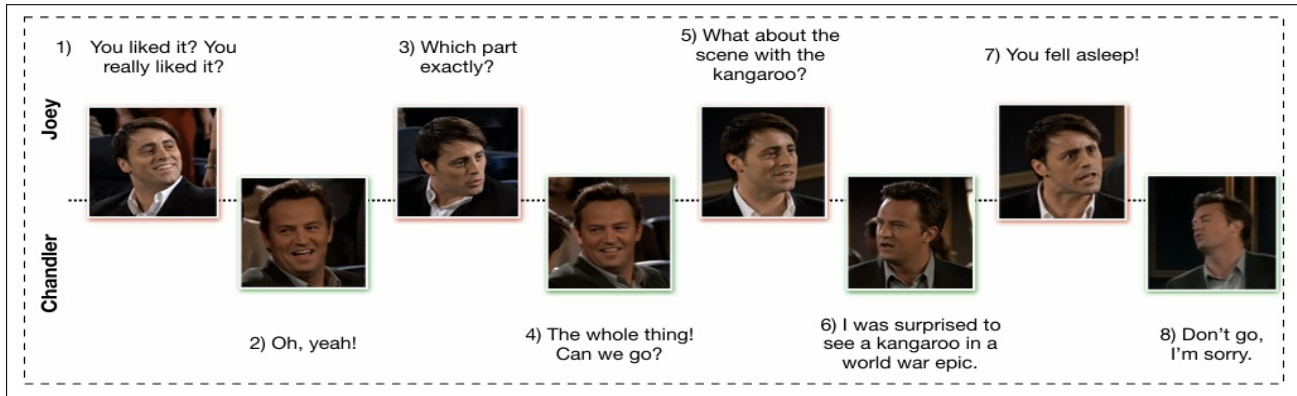 1) You liked it? You
really liked it?
3) Which part
exactly?
5) What about the
scene with the
kangaroo?
7) You fell asleep!
Joey
Chandler
2) Oh, yeah!
4) The whole thing!
Can we go?
6) I was surprised to
see a kangaroo in a
world war epic.
8) Don't go,
I'm sorry.